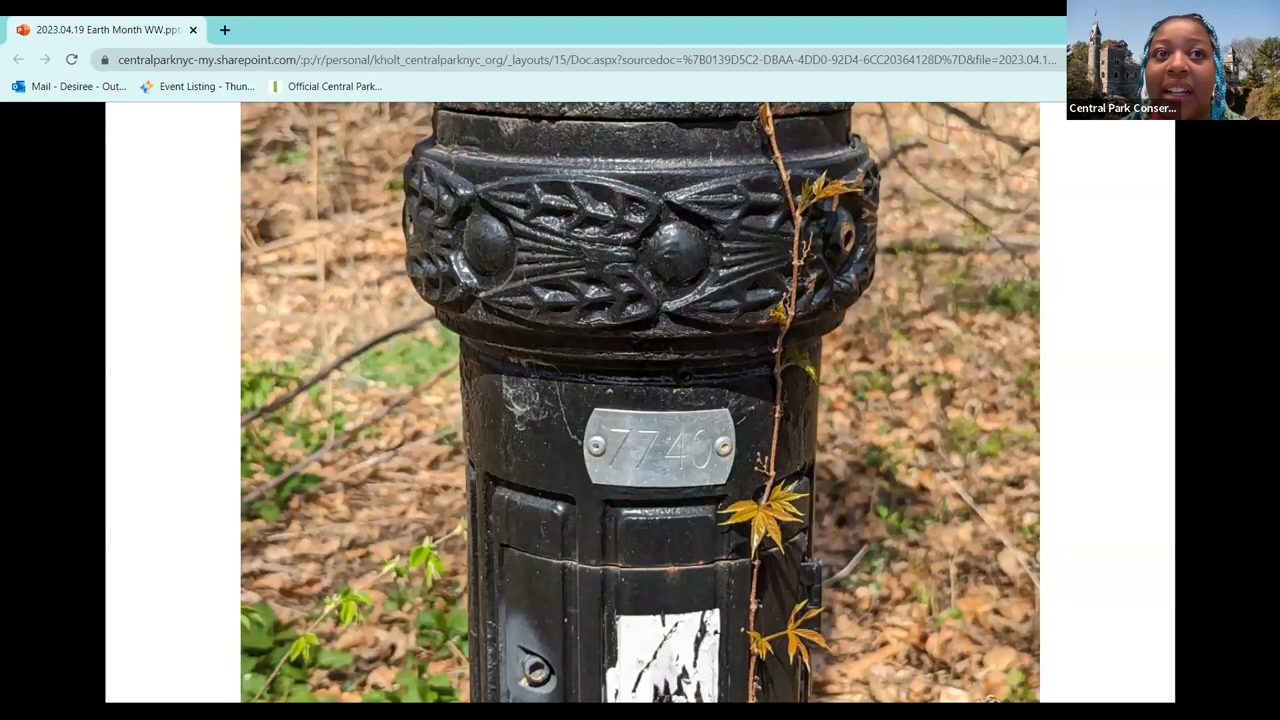 2023.04.19 Earth Month WW.ppt
centralparknyc-my.sharepoint.com/:p:/r/personal/kholt_centralparknyc_org/_layouts/15/Doc.aspx?sourcedoc=%7B0139D5C2-DBAA-4DD0-92D4-6CC20364128D%7D&file=2023.04.1...
Mail - Desiree - Out...
Event Listing - Thun...
Official Central Park...
Central Park Conser...
7740